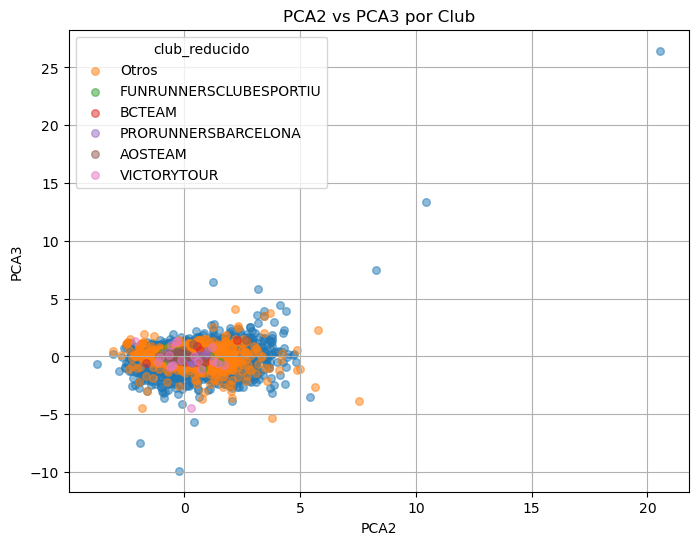 PCA2 vs PCA3 por Club
club_reducido
Otros
FUNRUNNERSCLUBESPORTIU
BCTEAM
PRORUNNERSBARCELONA
AOSTEAM
VICTORYTOUR
PCA3
25
20
15
10
5
0
−5
−10
0
5
10
15
20
PCA2